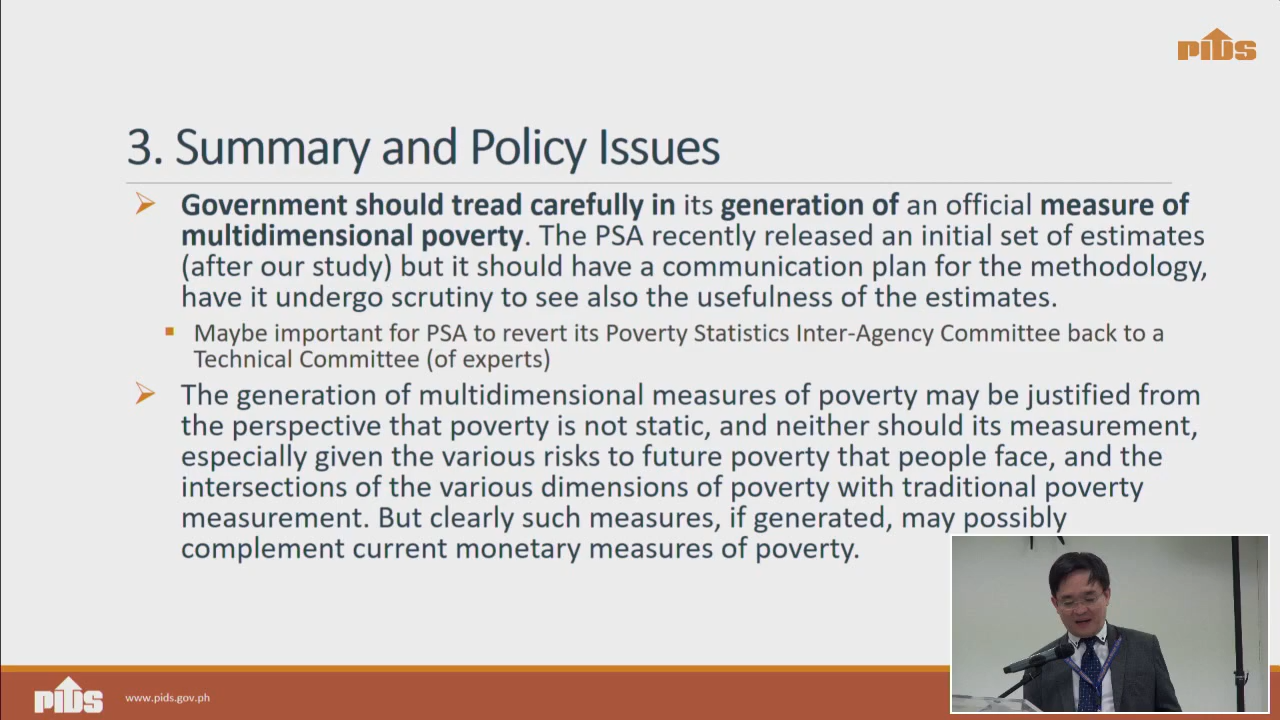 PIDS
3. Summary and Policy Issues
Government should tread carefully in its generation of an official measure of
multidimensional poverty. The PSA recently released an initial set of estimates
(after our study) but it should have a communication plan for the methodology,
have it undergo scrutiny to see also the usefulness of the estimates.
Maybe important for PSA to revert its Poverty Statistics Inter-Agency Committee back to a
Technical Committee (of experts)
The generation of multidimensional measures of poverty may be justified from
the perspective that poverty is not static, and neither should its measurement,
especially given the various risks to future poverty that people face, and the
intersections of the various dimensions of poverty with traditional poverty
measurement. But clearly such measures, if generated, may possibly
complement current monetary measures of poverty.
PIDS
www.pids.gov.ph